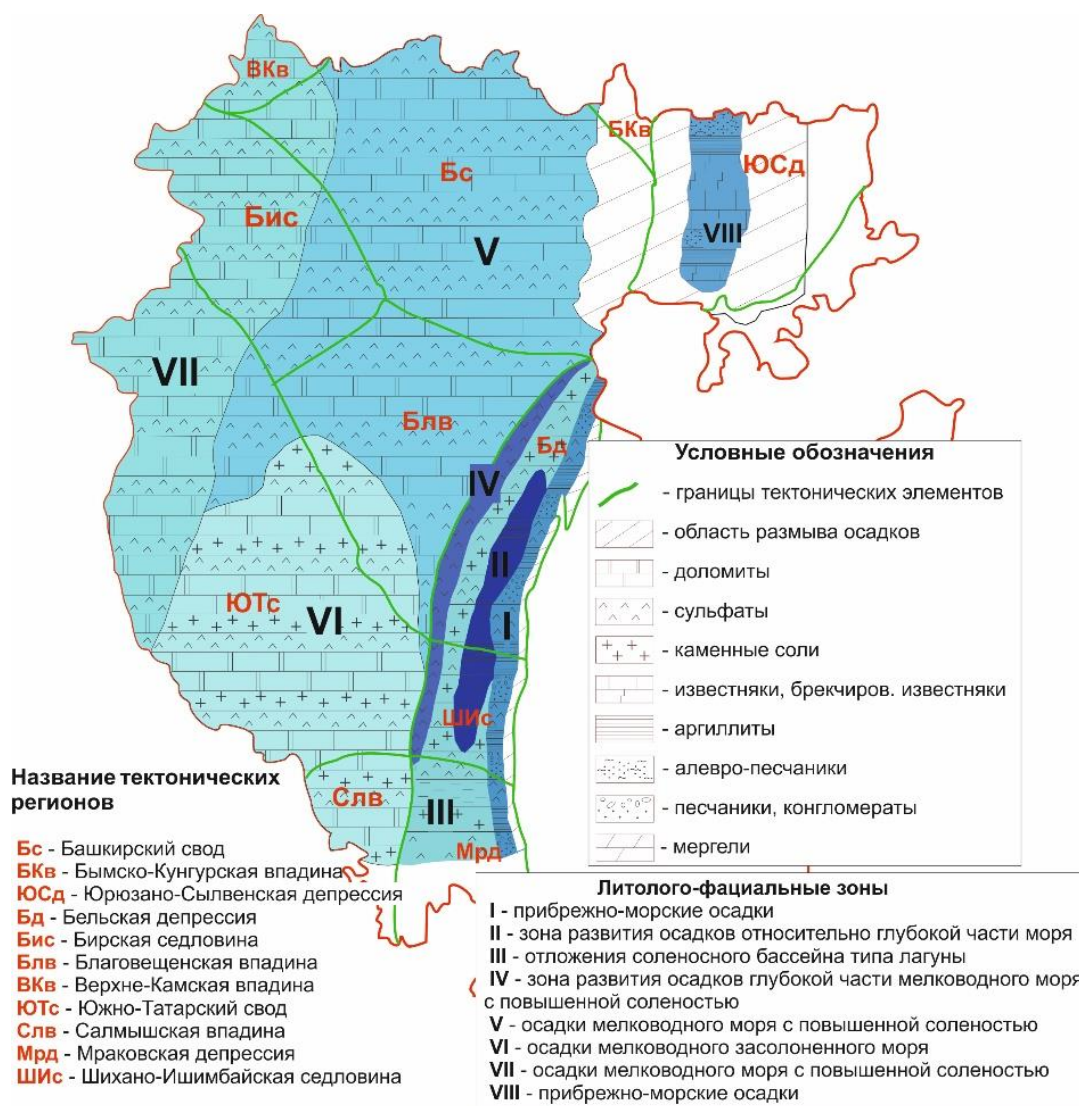 ВКв
БКв
Бс
ЮСд
Бис
V
VIII
VII
Блв
Бд
IV
II
ЮТс
VI
I
ШИс
Слв
III
Мрд
Условные обозначения
- границы тектонических элементов
- область размыва осадков
- доломиты
- сульфаты
- каменные соли
- известняки, брекчиров. известняки
- аргиллиты
- алевро-песчаники
- песчаники, конгломераты
- мергели
Название тектонических
регионов
Бс - Башкирский свод
БКв - Бымско-Кунгурская впадина
ЮСд - Юрюзано-Сылвенская депрессия
Бд - Бельская депрессия
Бис - Бирская седловина
Блв - Благовещенская впадина
ВКв - Верхне-Камская впадина
ЮТс - Южно-Татарский свод
Слв - Салмышская впадина
Мрд - Мраковская депрессия
ШИс - Шихано-Ишимбайская седловина
Литолого-фациальные зоны
I - прибрежно-морские осадки
II - зона развития осадков относительно глубокой части моря
III - отложения соленосного бассейна типа лагуны
IV - зона развития осадков глубокой части мелководного моря
с повышенной соленостью
V - осадки мелководного моря с повышенной соленостью
VI - осадки мелководного засолоненного моря
VII - осадки мелководного моря с повышенной соленостью
VIII - прибрежно-морские осадки